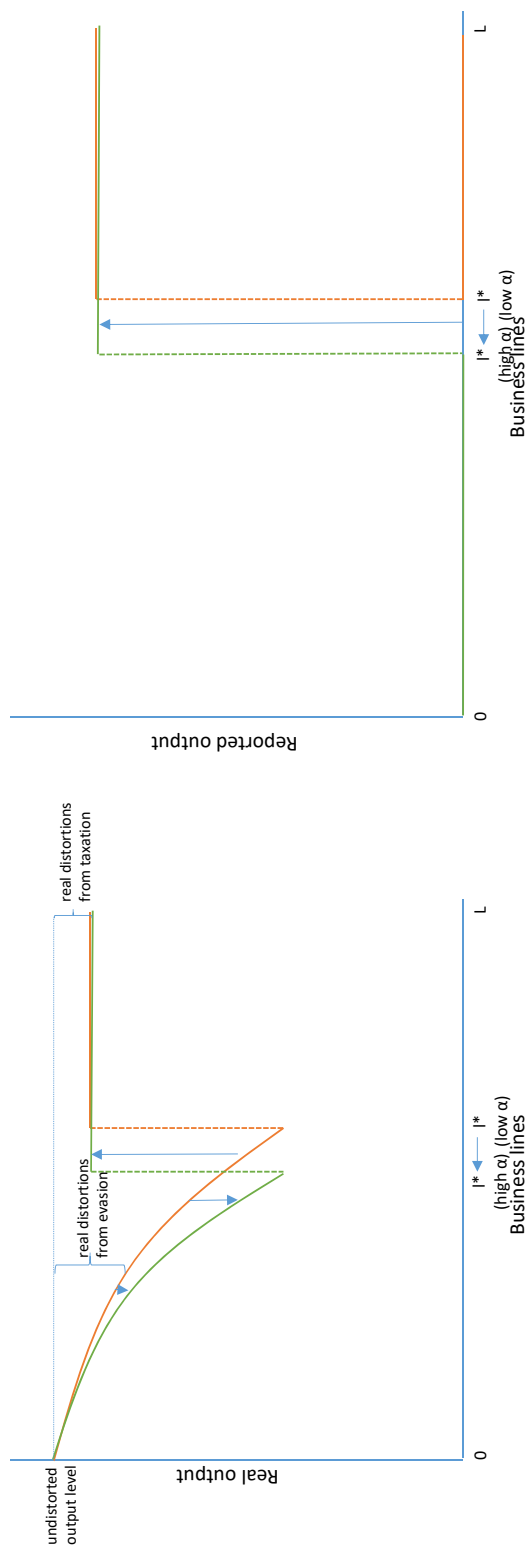 undistorted
output level
Real output
real distortions
from evasion
real distortions
from taxation
0
l*
l*
L
(high α)
(low α)
Business lines
Reported output
0
l*
l*
L
(high α)
(low α)
Business lines